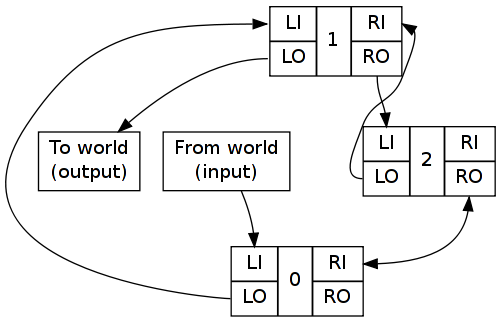 LI 1 RI
LO RO
To world
(output)
From world
(input)
LI 2 RI
LO RO
LI 0 RI
LO RO